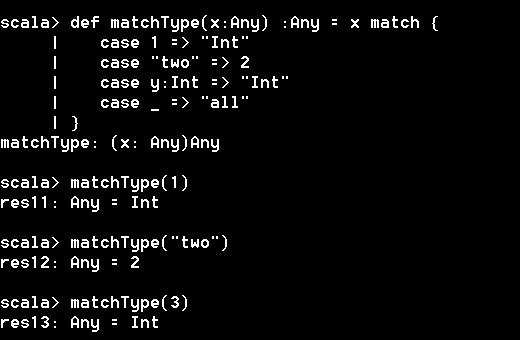 scala> def matchType(x:Any) :Any = x match {
     |    case 1 => "Int"
     |    case "two" => 2
     |    case y:Int => "Int"
     |    case _ => "all"
     | }
matchType: (x: Any)Any
scala> matchType(1)
res11: Any = Int
scala> matchType("two")
res12: Any = 2
scala> matchType(3)
res13: Any = Int